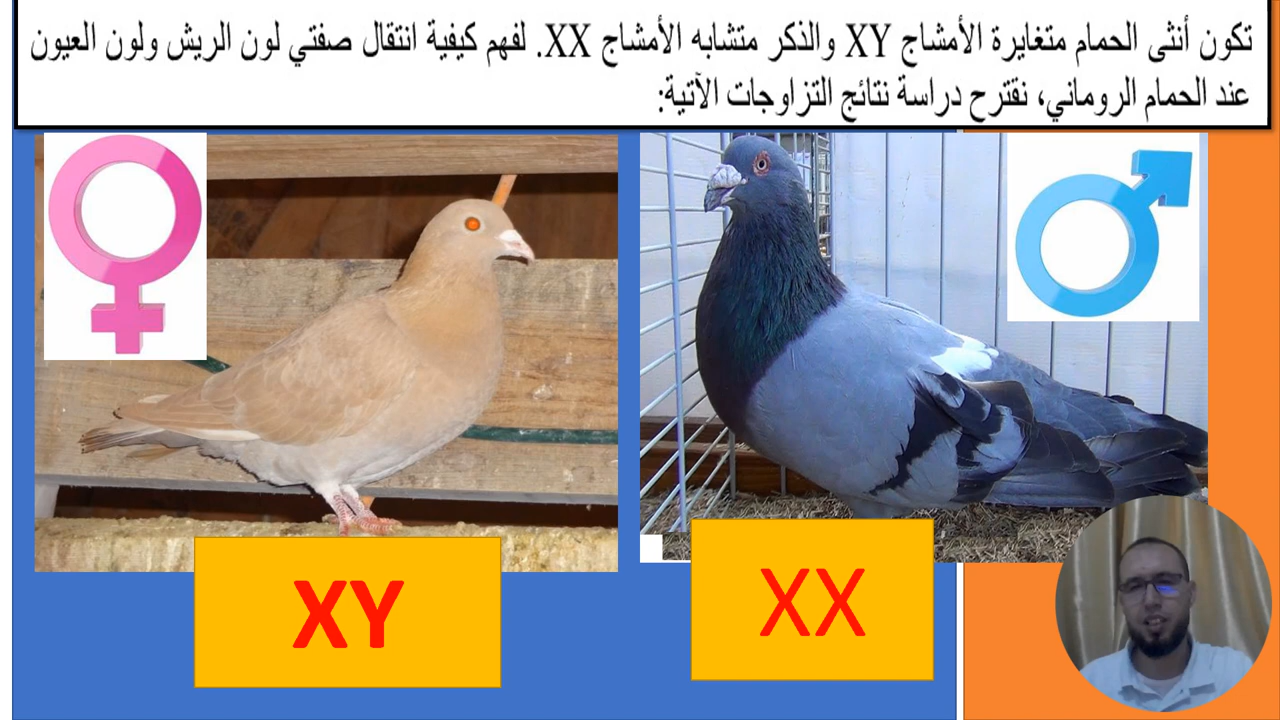 تكون أنثى الحمام متغايرة الأمشاج XY والذكر متشابه الأمشاج XX. لفهم كيفية انتقال صفتي لون الريش ولون العيون
عند الحمام الروماني، نقترح دراسة نتائج التزاوجات الآتية:
XY
XX